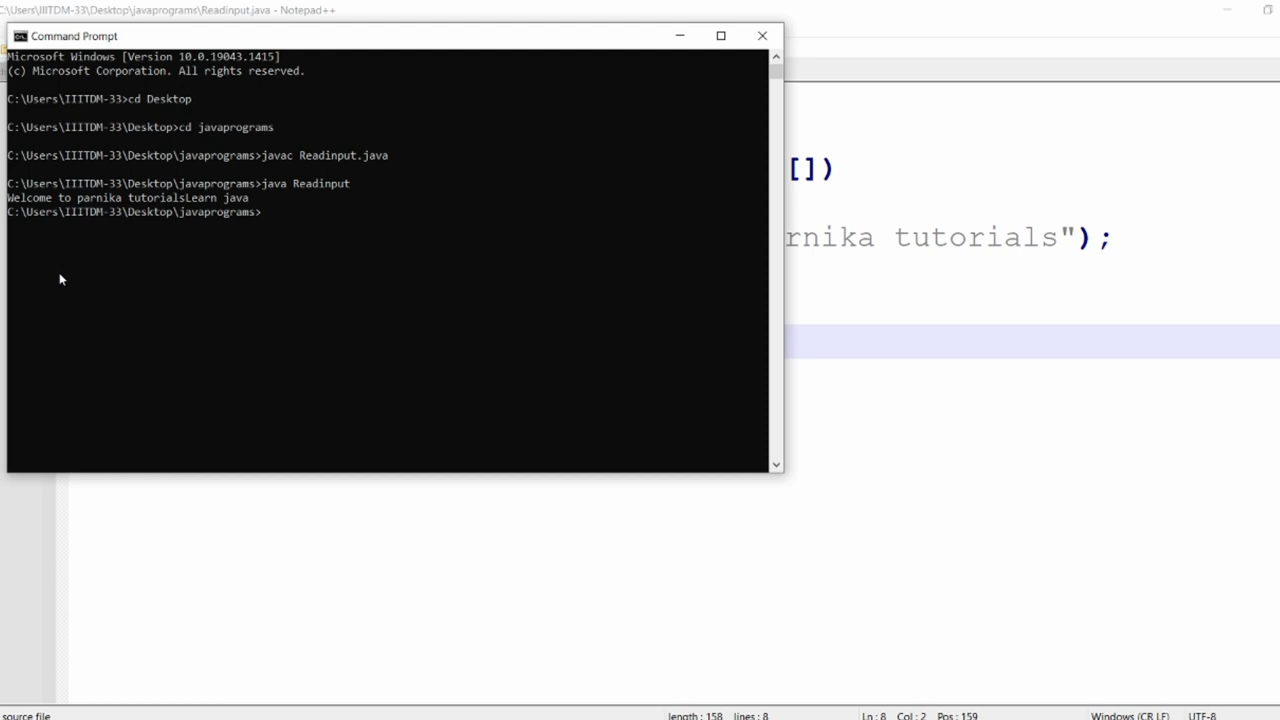 C:\Users\IIITDM-33\Desktop\javaprograms\Readinput.java - Notepad++
Command Prompt
Microsoft Windows [Version 10.0.19043.1415]
(c) Microsoft Corporation. All rights reserved.
C:\Users\IIITDM-33>cd Desktop
C:\Users\IIITDM-33\Desktop>cd javaprograms
C:\Users\IIITDM-33\Desktop\javaprograms>javac Readinput.java
C:\Users\IIITDM-33\Desktop\javaprograms>java Readinput
Welcome to parnika tutorialsLearn java
C:\Users\IIITDM-33\Desktop\javaprograms>
[])
rnika tutorials");
source file
length : 158 lines : 8
Ln : 8 Col : 2 Pos : 159
Windows (CR LF)
UTF-8